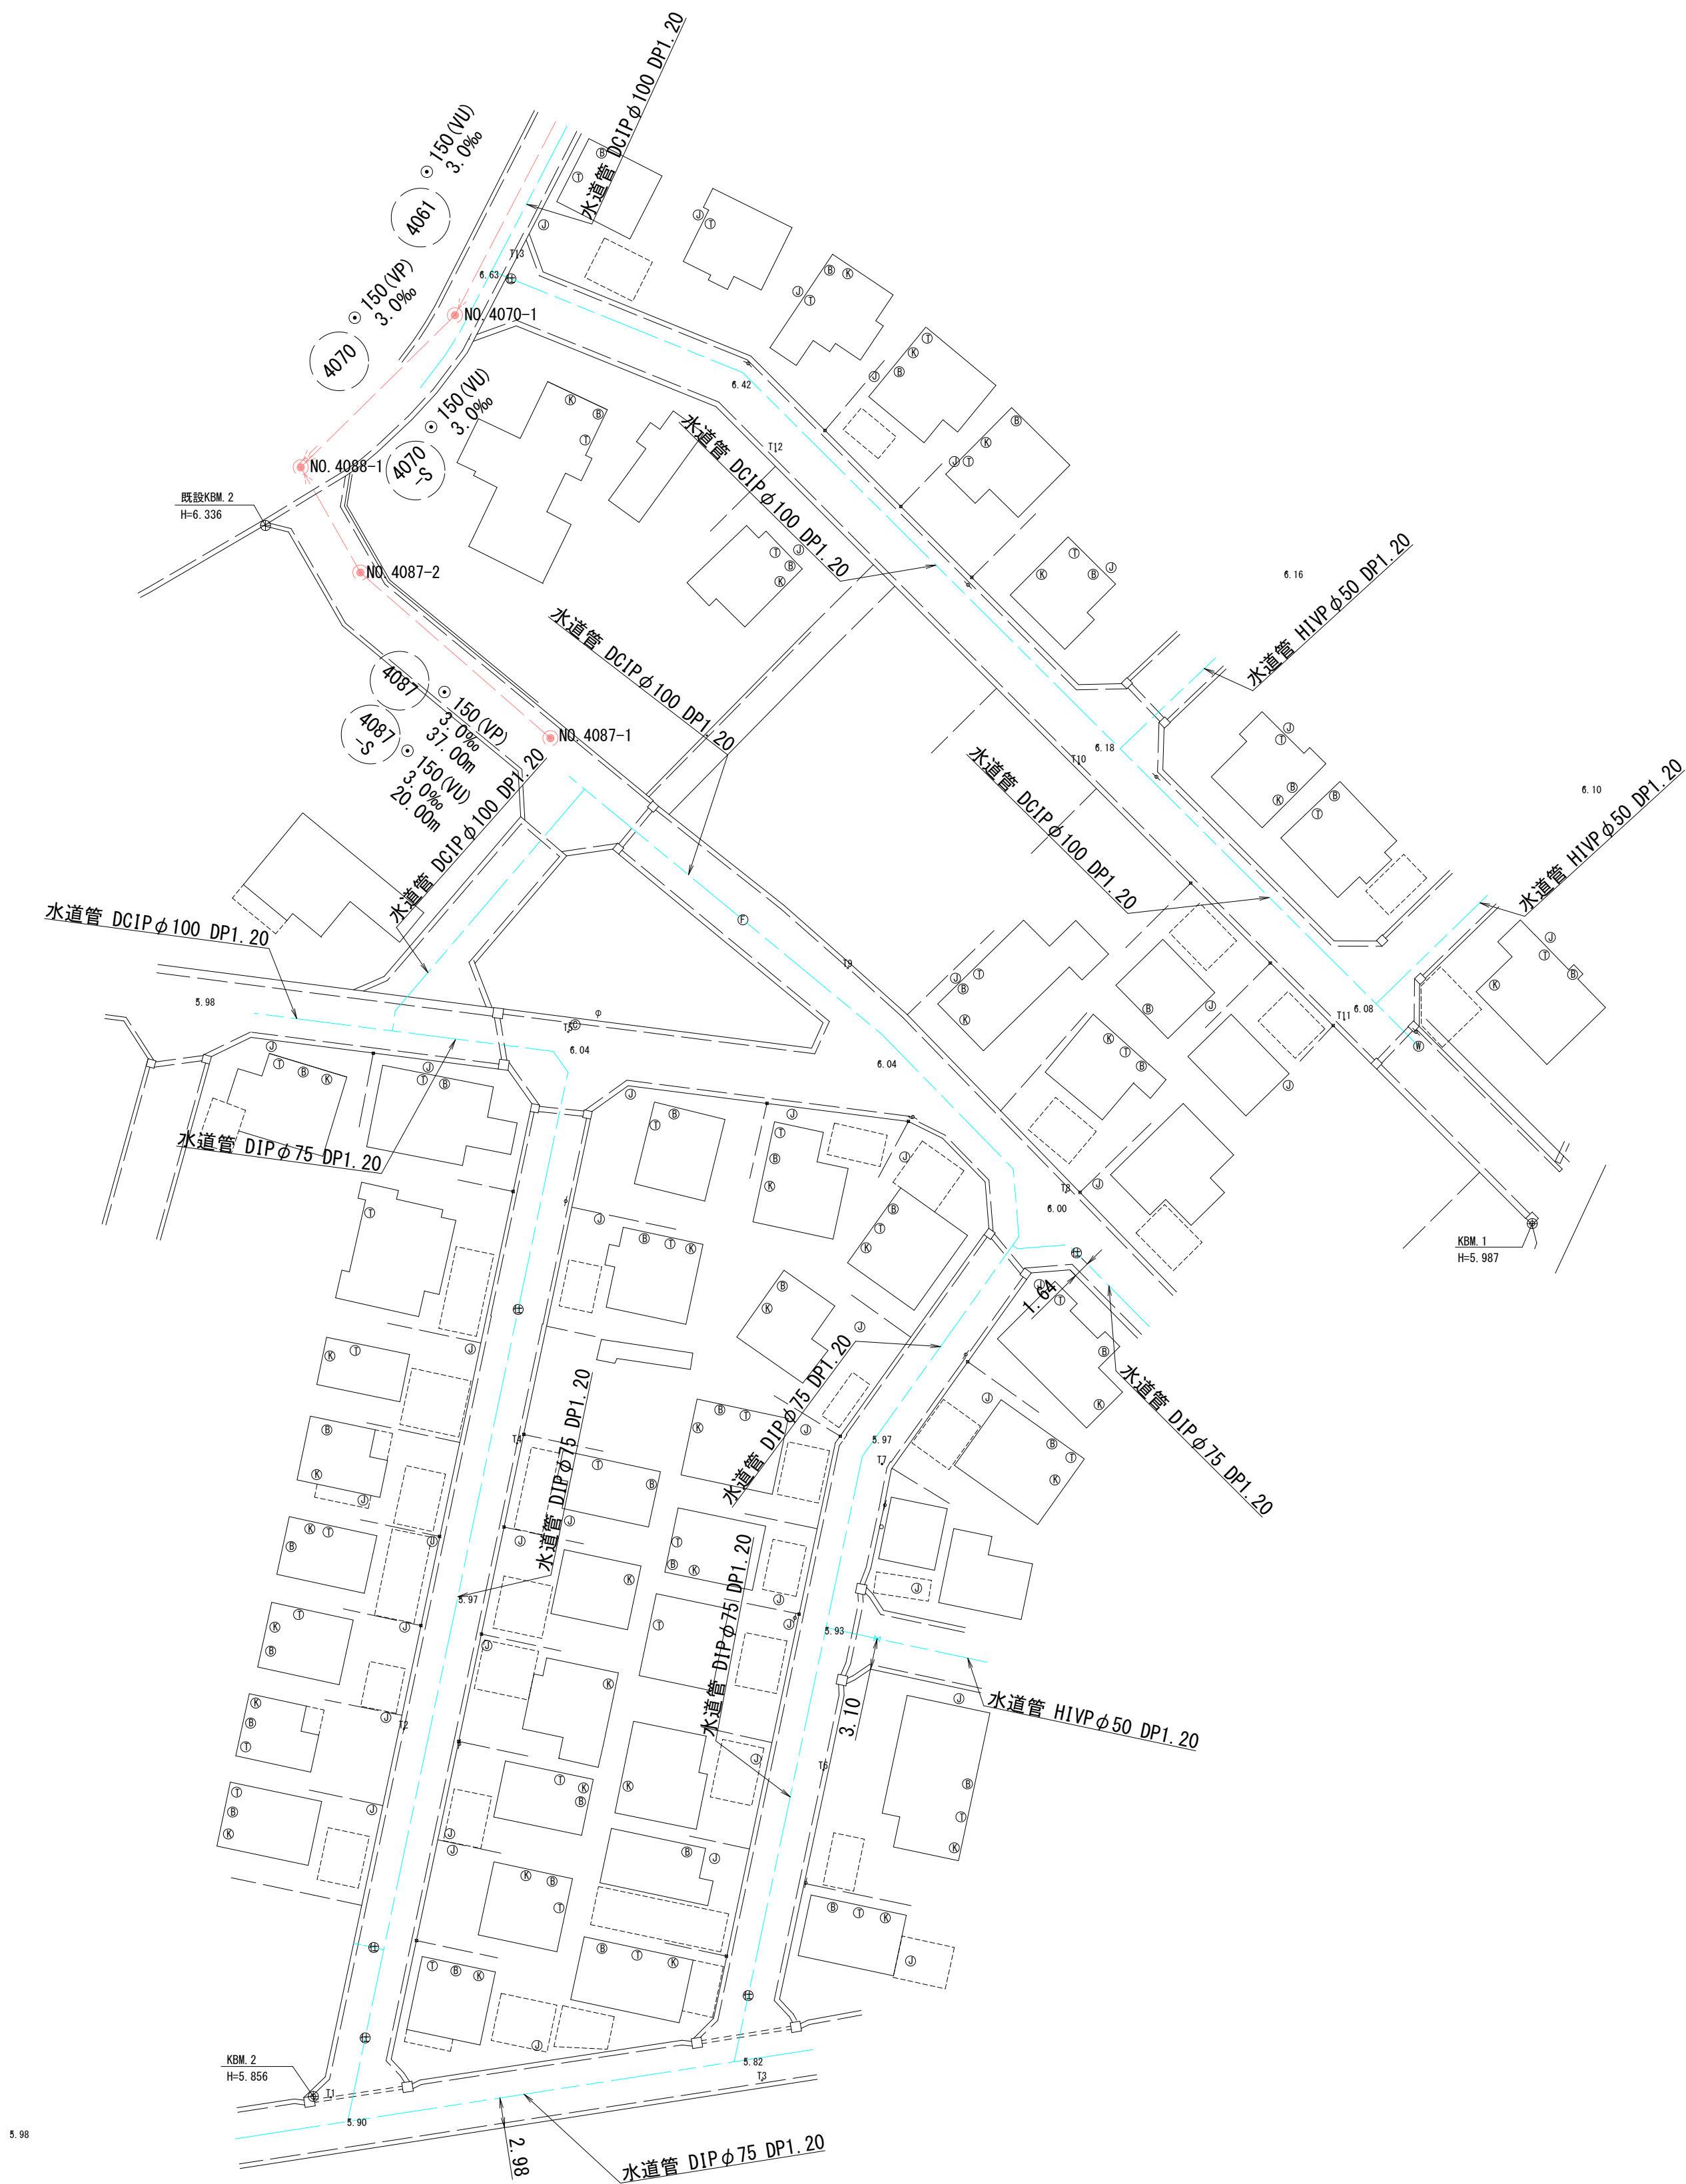 水道管 DCIPφ100 DP1.20
150(VU)
3.0‰
4061
150(VP)
3.0‰
4070
NO.4070-1
T13
6.63
150(VU)
3.0‰
4070
-S
NO.4088-1
既設KBM.2
H=6.336
NO.4087-2
6.42
T12
水道管 DCIPφ100 DP1.20
6.16
水道管 HIVPφ50 DP1.20
水道管 DCIPφ100 DP1.20
4087
150(VP)
3.0‰
37.00m
4087
-S
150(VU)
3.0‰
20.00m
NO.4087-1
6.18
T10
6.10
水道管 DCIPφ100 DP1.20
水道管 HIVPφ50 DP1.20
水道管 DCIPφ100 DP1.20
水道管 DCIPφ100 DP1.20
5.98
T5
6.04
T9
6.04
6.08
T11
水道管 DIPφ75 DP1.20
T8
6.00
KBM.1
H=5.987
1.64
水道管 DIPφ75 DP1.20
水道管 DIPφ75 DP1.20
水道管 DIPφ75 DP1.20
T4
5.97
T7
5.97
水道管 DIPφ75 DP1.20
5.93
水道管 HIVPφ50 DP1.20
3.10
T2
T6
KBM.2
H=5.856
T1
5.90
5.82
T3
5.98
2.98
水道管 DIPφ75 DP1.20